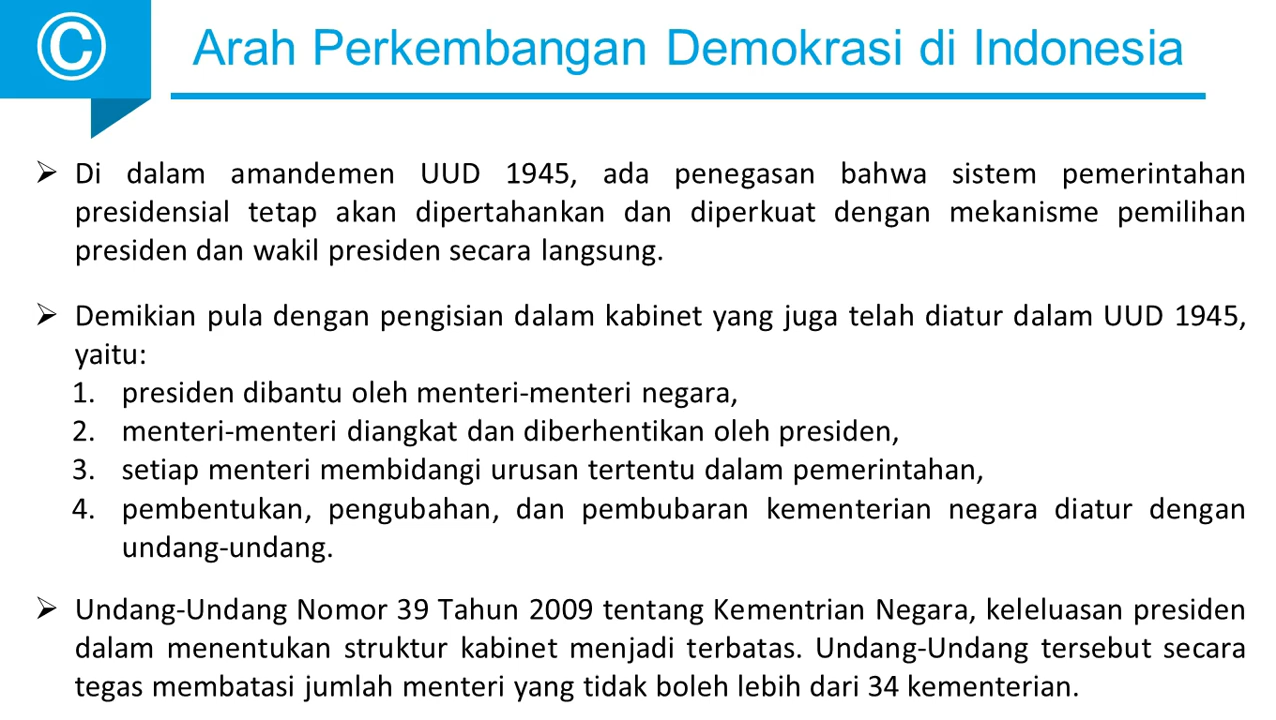 ©
Arah Perkembangan Demokrasi di Indonesia
➢ Di dalam amandemen UUD 1945, ada penegasan bahwa sistem pemerintahan
presidensial tetap akan dipertahankan dan diperkuat dengan mekanisme pemilihan
presiden dan wakil presiden secara langsung.
➢ Demikian pula dengan pengisian dalam kabinet yang juga telah diatur dalam UUD 1945,
yaitu:
1. presiden dibantu oleh menteri-menteri negara,
2. menteri-menteri diangkat dan diberhentikan oleh presiden,
3. setiap menteri membidangi urusan tertentu dalam pemerintahan,
4. pembentukan, pengubahan, dan pembubaran kementerian negara diatur dengan
undang-undang.
➢ Undang-Undang Nomor 39 Tahun 2009 tentang Kementrian Negara, keleluasan presiden
dalam menentukan struktur kabinet menjadi terbatas. Undang-Undang tersebut secara
tegas membatasi jumlah menteri yang tidak boleh lebih dari 34 kementerian.